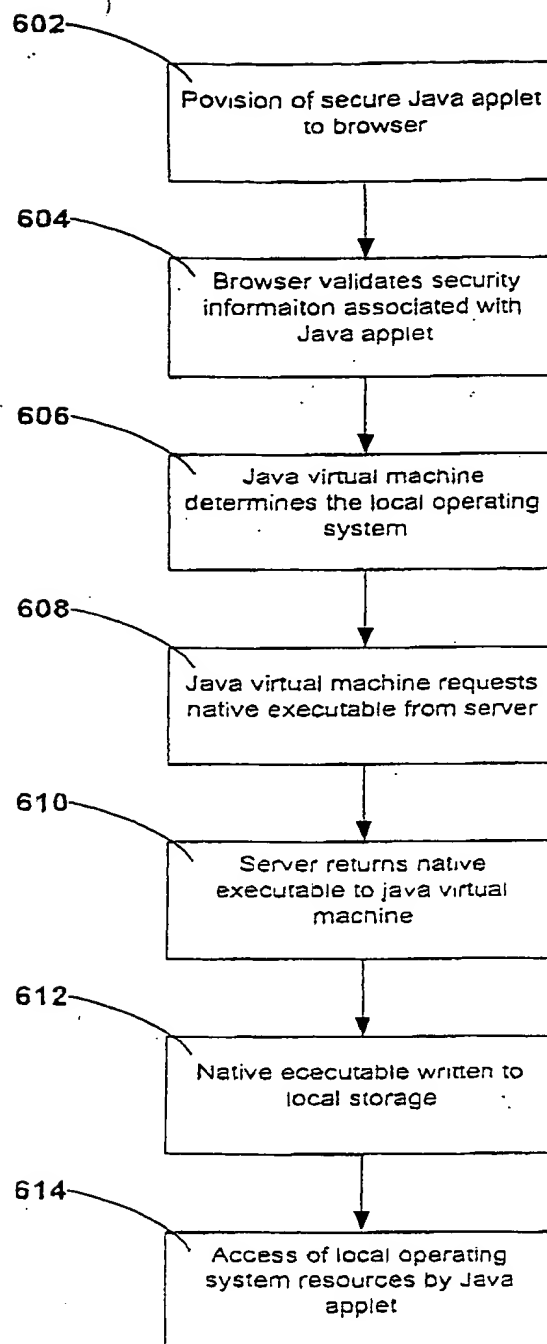 602
Povision of secure Java applet
to browser
604
Browser validates security
informaiton associated with
Java applet
606
Java virtual machine
determines the local operating
system
608
Java virtual machine requests
native executable from server
610
Server returns native
executable to java virtual
machine
612
Native ececutable written to
local storage
614
Access of local operating
system resources by Java
applet